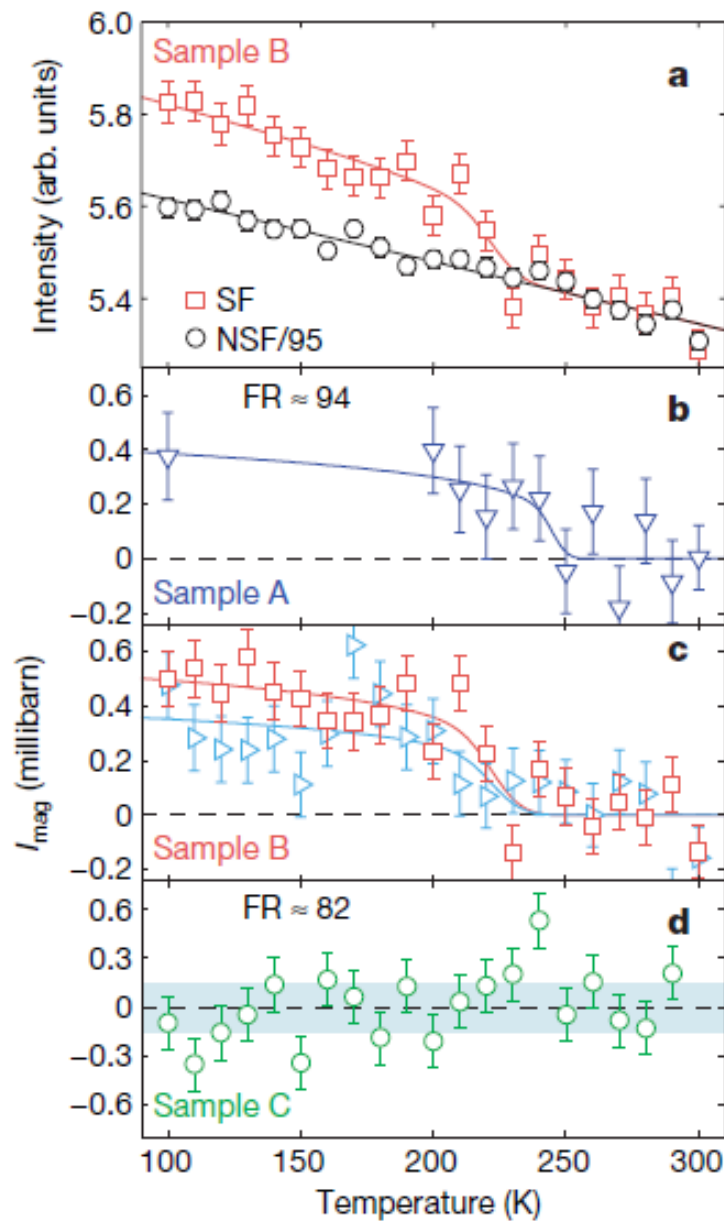 6.0
Sample B
a
5.8
5.6
5.4
Intensity (arb. units)
SF
NSF/95
FR ≈ 94
b
0.6
0.4
0.2
0
−0.2
Sample A
c
0.6
0.4
0.2
0
−0.2
Sample B
I_mag (millibarn)
FR ≈ 82
d
0.6
0.3
0
−0.3
−0.6
Sample C
100 150 200 250 300
Temperature (K)